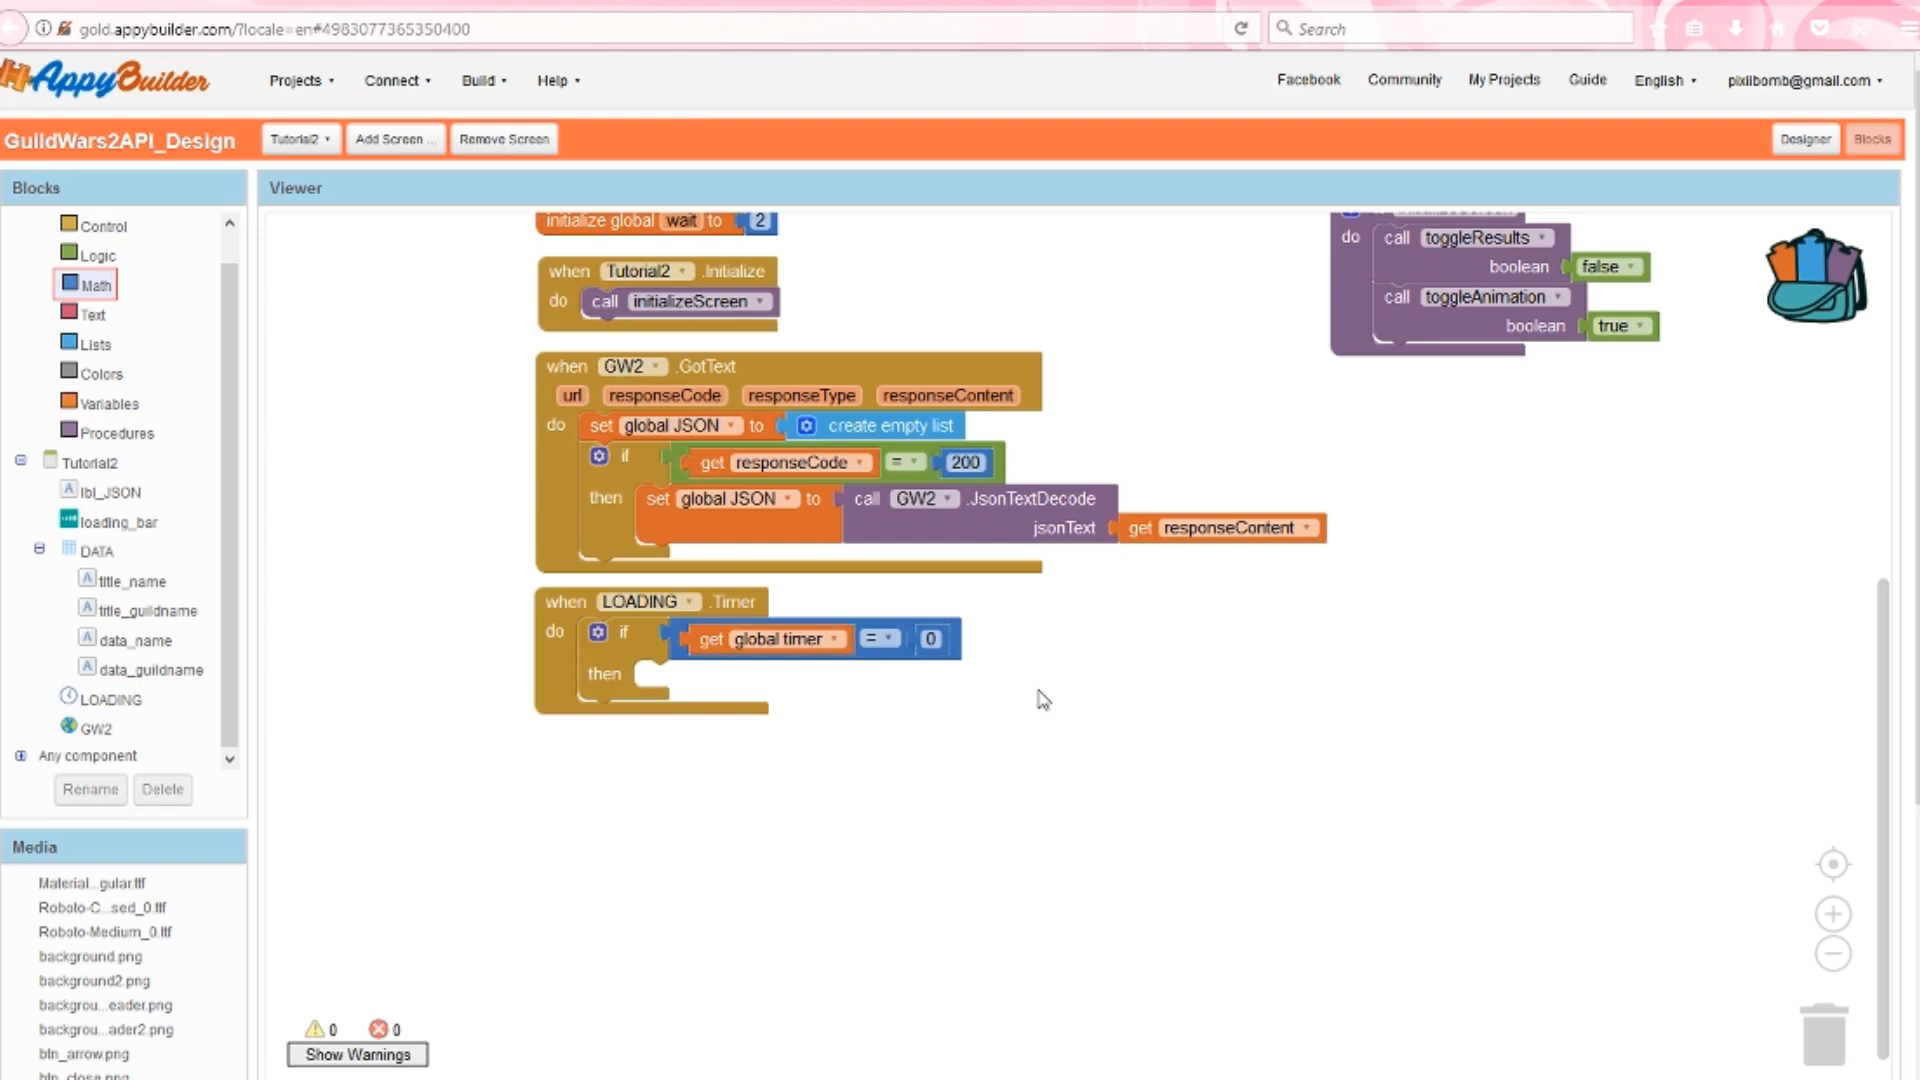 gold.appybuilder.com/?locale=en#4983077365350400
Search
AppyBuilder
Projects
Connect
Build
Help
Facebook
Community
My Projects
Guide
English
pixiibomb@gmail.com
GuildWars2API_Design
Tutorial2
Add Screen ...
Remove Screen
Designer
Blocks
Blocks
Viewer
Control
Logic
Math
Text
Lists
Colors
Variables
Procedures
Tutorial2
lbl_JSON
loading_bar
DATA
title_name
title_guildname
data_name
data_guildname
LOADING
GW2
Any component
Rename
Delete
Media
Material...gular.ttf
Roboto-C...sed_0.ttf
Roboto-Medium_0.ttf
background.png
background2.png
backgrou...eader.png
backgrou...ader2.png
btn_arrow.png
btn_close.png
initialize global wait to 2
when Tutorial2 .Initialize
do call initializeScreen
when GW2 .GotText
url responseCode responseType responseContent
do set global JSON to create empty list
if get responseCode = 200
then set global JSON to call GW2 .JsonTextDecode
jsonText get responseContent
when LOADING .Timer
do if get global timer = 0
then
do call toggleResults
boolean false
call toggleAnimation
boolean true
0 0
Show Warnings